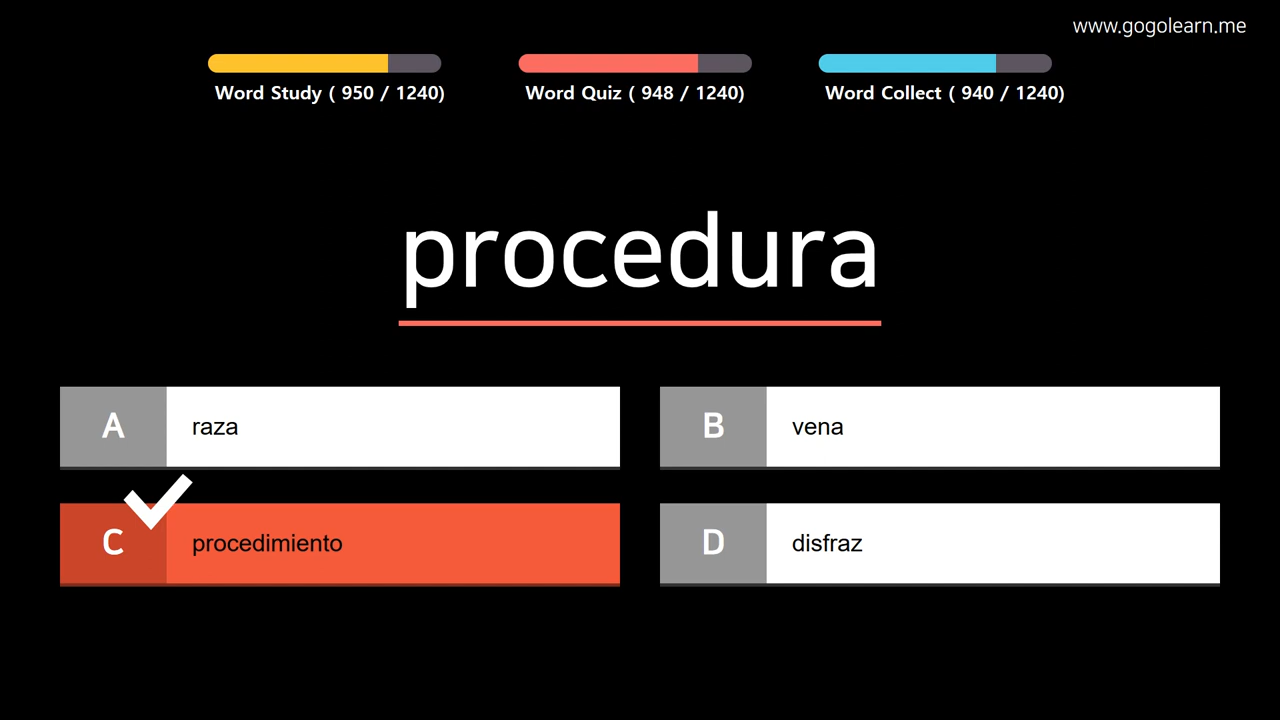 www.gogolearn.me
Word Study ( 950 / 1240)
Word Quiz ( 948 / 1240)
Word Collect ( 940 / 1240)
procedura
A
raza
B
vena
C
procedimiento
D
disfraz